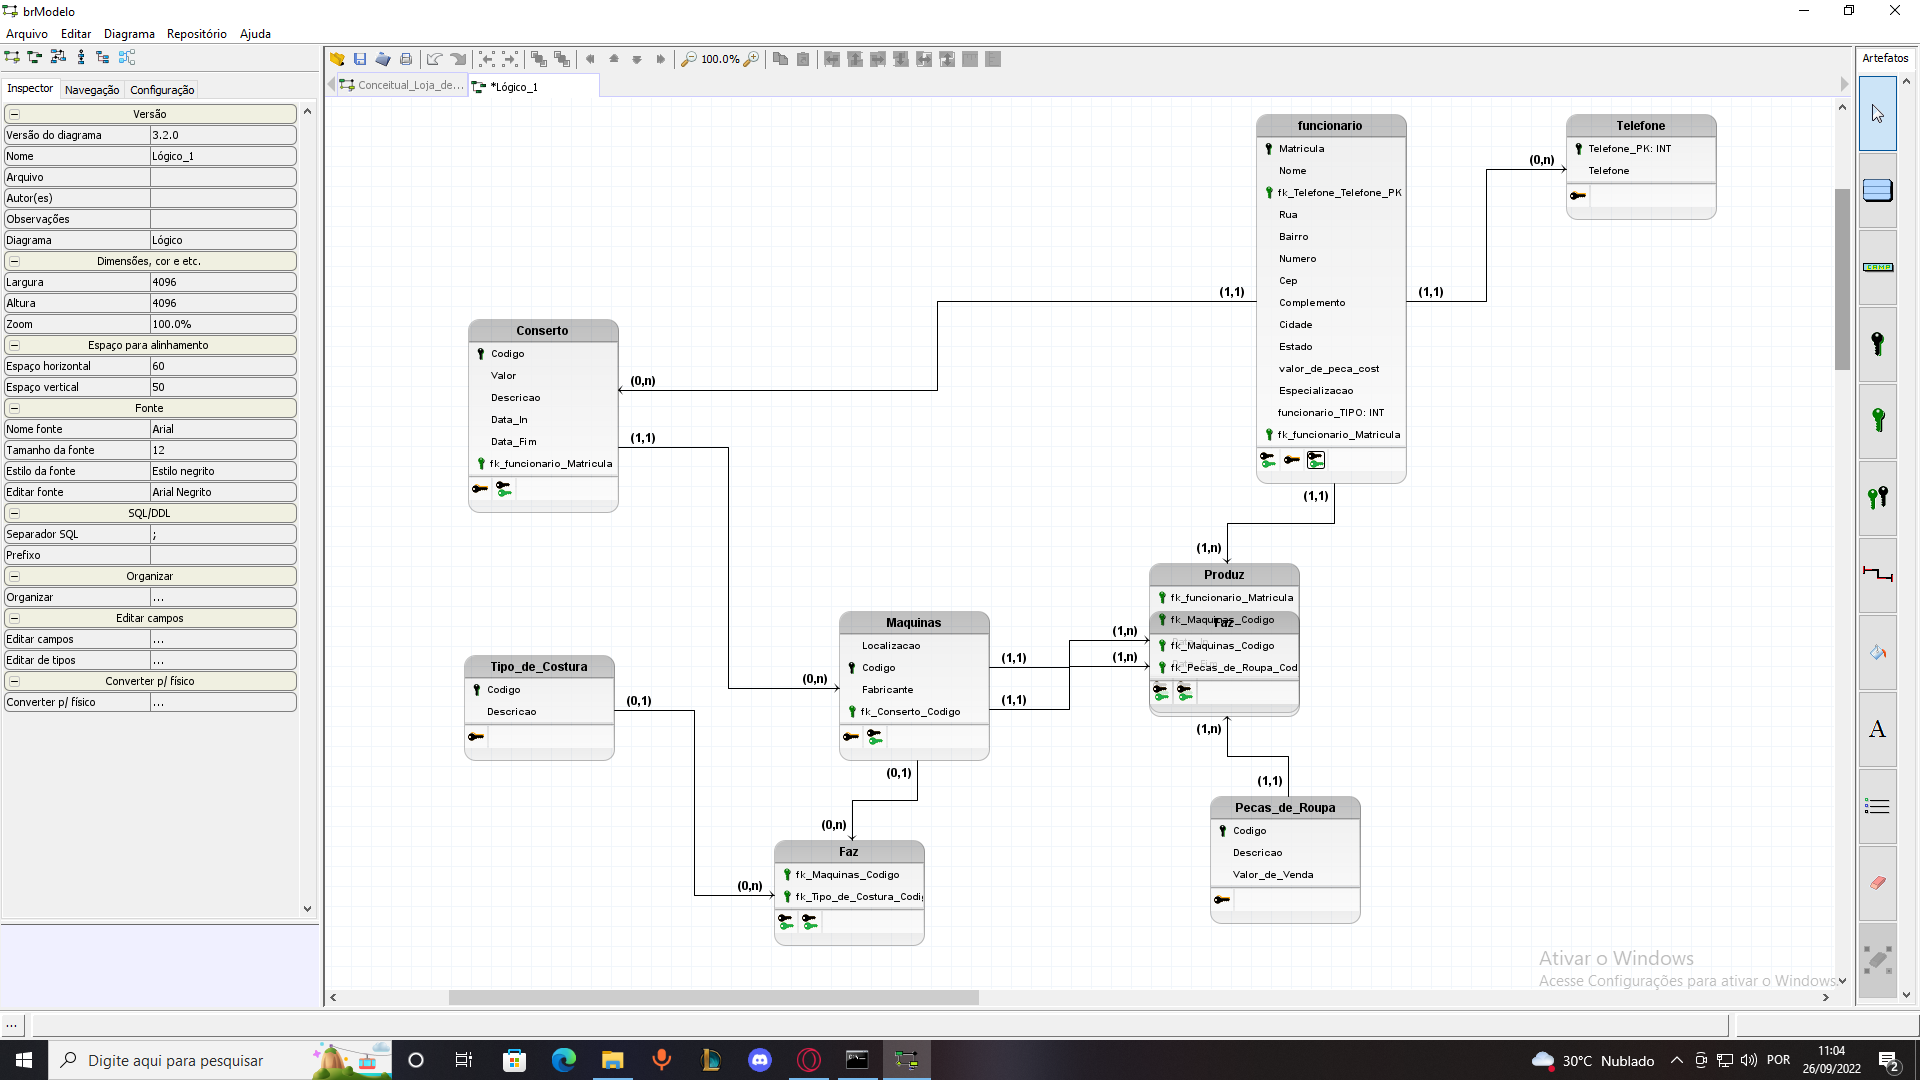 brModelo
Arquivo Editar Diagrama Repositório Ajuda
100.0%
Artefatos
Inspector Navegação Configuração
Conceitual_Loja_de...
*Lógico_1
Versão
Versão do diagrama 3.2.0
Nome Lógico_1
Arquivo
Autor(es)
Observações
Diagrama Lógico
Dimensões, cor e etc.
Largura 4096
Altura 4096
Zoom 100.0%
Espaço para alinhamento
Espaço horizontal 60
Espaço vertical 50
Fonte
Nome fonte Arial
Tamanho da fonte 12
Estilo da fonte Estilo negrito
Editar fonte Arial Negrito
SQL/DDL
Separador SQL ;
Prefixo
Organizar
Organizar ...
Editar campos
Editar campos ...
Editar de tipos ...
Converter p/ físico
Converter p/ físico ...
funcionario
Matricula
Nome
fk_Telefone_Telefone_PK
Rua
Bairro
Numero
Cep
Complemento
Cidade
Estado
valor_de_peca_cost
Especializacao
funcionario_TIPO: INT
fk_funcionario_Matricula
Telefone
Telefone_PK: INT
Telefone
(0,n)
(1,1)
(1,1)
Conserto
Codigo
Valor
Descricao
Data_In
Data_Fim
fk_funcionario_Matricula
(0,n)
(1,1)
(1,1)
(1,n)
Produz
fk_funcionario_Matricula
fk_Maquinas_Codigo
Faz
fk_Maquinas_Codigo
fk_Pecas_de_Roupa_Cod
Maquinas
Localizacao
Codigo
Fabricante
fk_Conserto_Codigo
(1,n)
(1,n)
(1,1)
(1,1)
(0,n)
Tipo_de_Costura
Codigo
Descricao
(0,1)
(0,1)
(0,n)
(0,n)
Faz
fk_Maquinas_Codigo
fk_Tipo_de_Costura_Codi
(1,n)
(1,1)
Pecas_de_Roupa
Codigo
Descricao
Valor_de_Venda
CAMPO
A
Ativar o Windows
Acesse Configurações para ativar o Windows.
...
Digite aqui para pesquisar
30°C Nublado
POR
11:04
26/09/2022
2